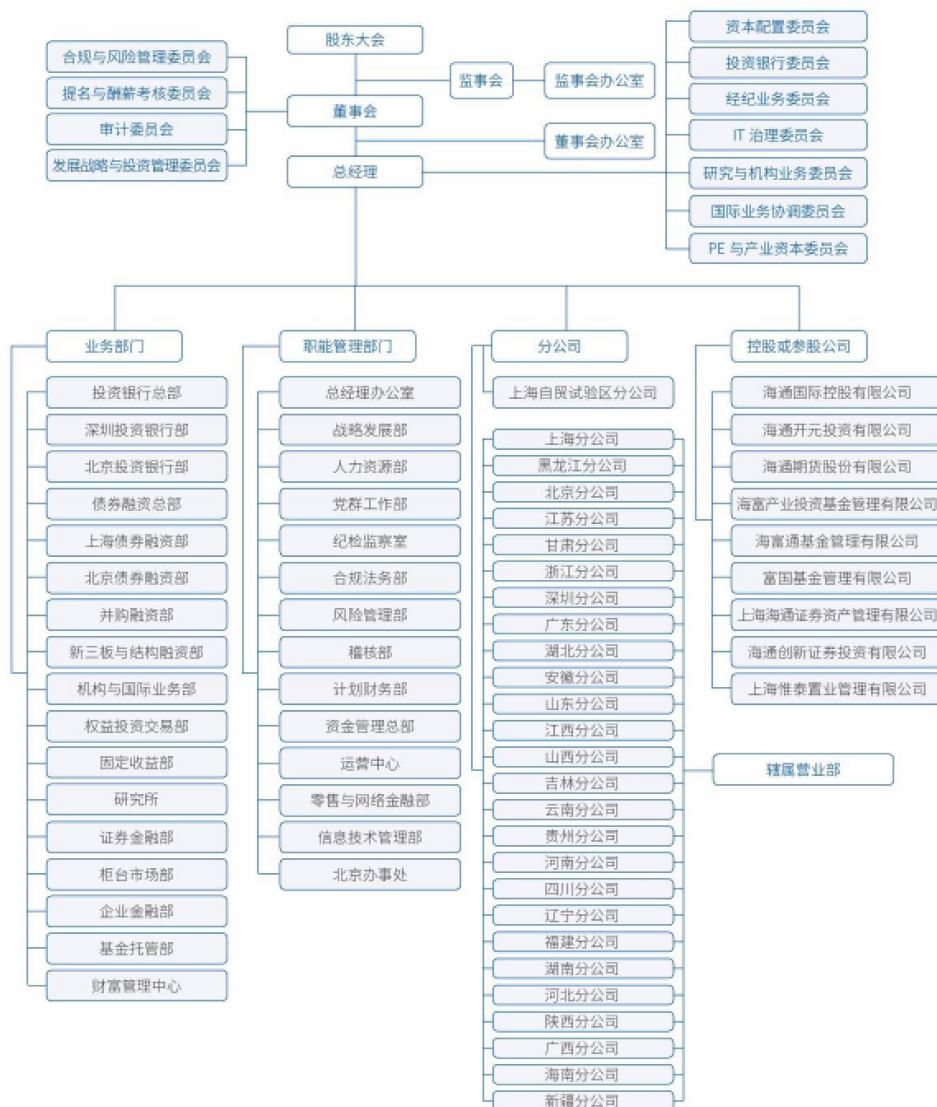 股东大会
合规与风险管理委员会
提名与酬薪考核委员会
审计委员会
发展战略与投资管理委员会
监事会
监事会办公室
董事会
董事会办公室
总经理
资本配置委员会
投资银行委员会
经纪业务委员会
IT 治理委员会
研究与机构业务委员会
国际业务协调委员会
PE 与产业资本委员会
业务部门
投资银行总部
深圳投资银行部
北京投资银行部
债券融资总部
上海债券融资部
北京债券融资部
并购融资部
新三板与结构融资部
机构与国际业务部
权益投资交易部
固定收益部
研究所
证券金融部
柜台市场部
企业金融部
基金托管部
财富管理中心
职能管理部门
总经理办公室
战略发展部
人力资源部
党群工作部
纪检监察室
合规法务部
风险管理部
稽核部
计划财务部
资金管理总部
运营中心
零售与网络金融部
信息技术管理部
北京办事处
分公司
上海自贸试验区分公司
上海分公司
黑龙江分公司
北京分公司
江苏分公司
甘肃分公司
浙江分公司
深圳分公司
广东分公司
湖北分公司
安徽分公司
山东分公司
江西分公司
山西分公司
吉林分公司
云南分公司
贵州分公司
河南分公司
四川分公司
辽宁分公司
福建分公司
湖南分公司
河北分公司
陕西分公司
广西分公司
海南分公司
新疆分公司
辖属营业部
控股或参股公司
海通国际控股有限公司
海通开元投资有限公司
海通期货股份有限公司
海富产业投资基金管理有限公司
海富通基金管理有限公司
富国基金管理有限公司
上海海通证券资产管理有限公司
海通创新证券投资有限公司
上海惟泰置业管理有限公司